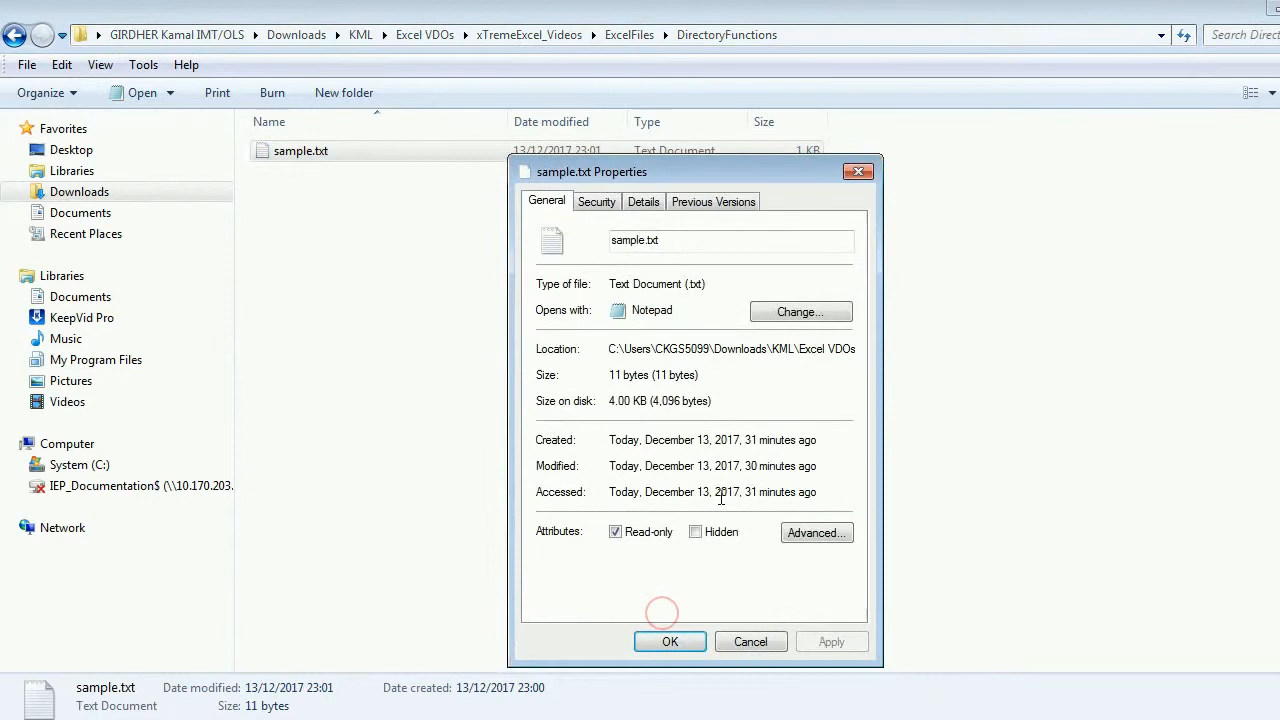 GIRDHER Kamal IMT/OLS Downloads KML Excel VDOs xTremeExcel_Videos ExcelFiles DirectoryFunctions Search Direc
File Edit View Tools Help
Organize Open Print Burn New folder
Name Date modified Type Size
sample.txt 13/12/2017 23:01 Text Document 1 KB
Favorites
Desktop
Libraries
Downloads
Documents
Recent Places
Libraries
Documents
KeepVid Pro
Music
My Program Files
Pictures
Videos
Computer
System (C:)
IEP_Documentation$ (\\10.170.203.
Network
sample.txt Properties
General Security Details Previous Versions
sample.txt
Type of file: Text Document (.txt)
Opens with: Notepad Change...
Location: C:\Users\CKGS5099\Downloads\KML\Excel VDOs
Size: 11 bytes (11 bytes)
Size on disk: 4.00 KB (4,096 bytes)
Created: Today, December 13, 2017, 31 minutes ago
Modified: Today, December 13, 2017, 30 minutes ago
Accessed: Today, December 13, 2017, 31 minutes ago
Attributes: Read-only Hidden Advanced...
OK Cancel Apply
sample.txt Date modified: 13/12/2017 23:01 Date created: 13/12/2017 23:00
Text Document Size: 11 bytes